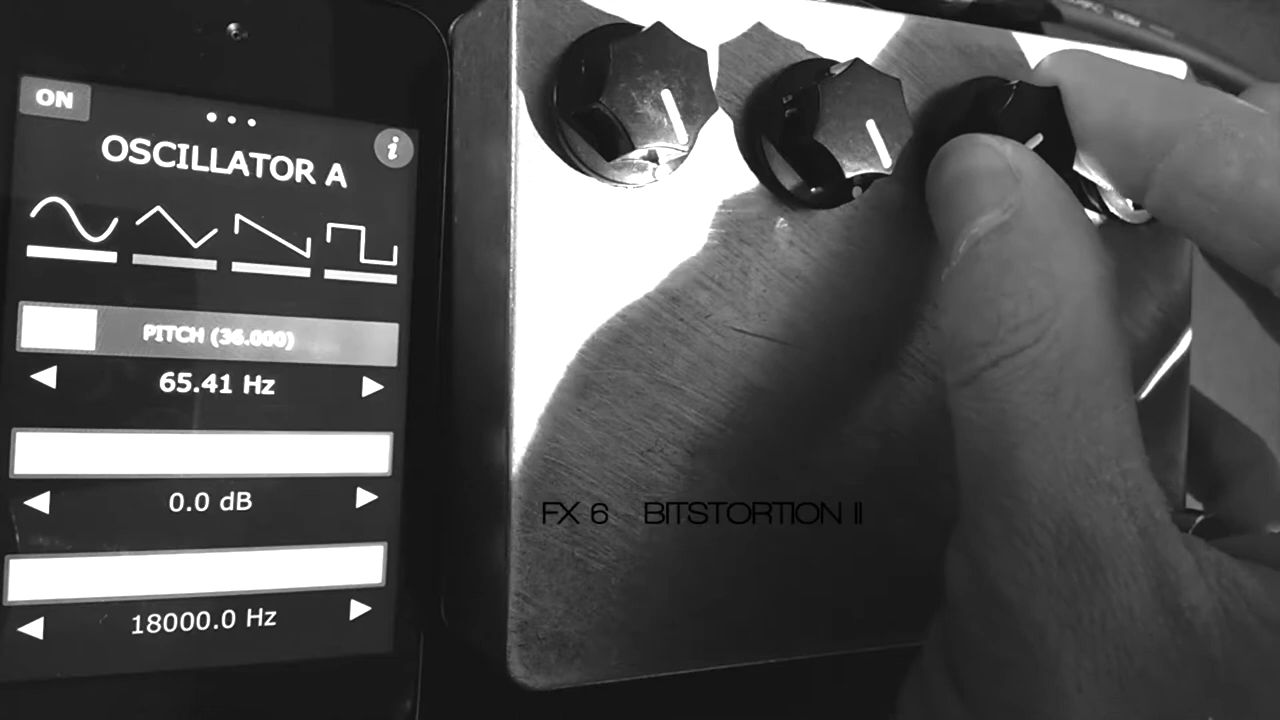 ON
i
OSCILLATOR A
PITCH (36.000)
65.41 Hz
0.0 dB
18000.0 Hz
FX 6 BITSTORTION II